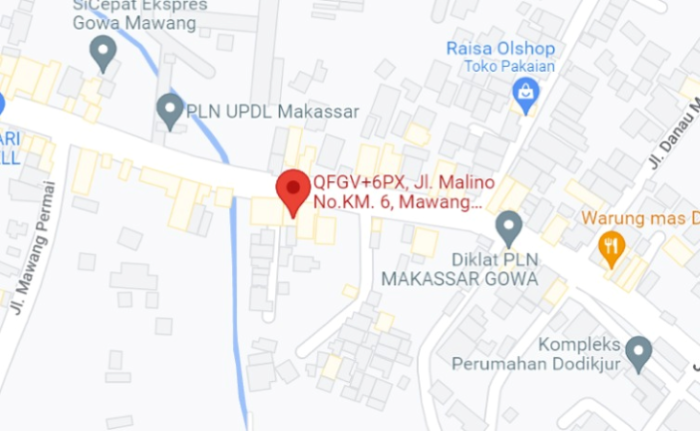 SiCepat Ekspres
Gowa Mawang
Raisa Olshop
Toko Pakaian
PLN UPDL Makassar
ARI
LL
Jl. Danau M
QFGV+6PX, Jl. Malino
No.KM. 6, Mawang...
Jl. Mawang Permai
Warung mas D
Diklat PLN
MAKASSAR GOWA
Kompleks
Perumahan Dodikjur